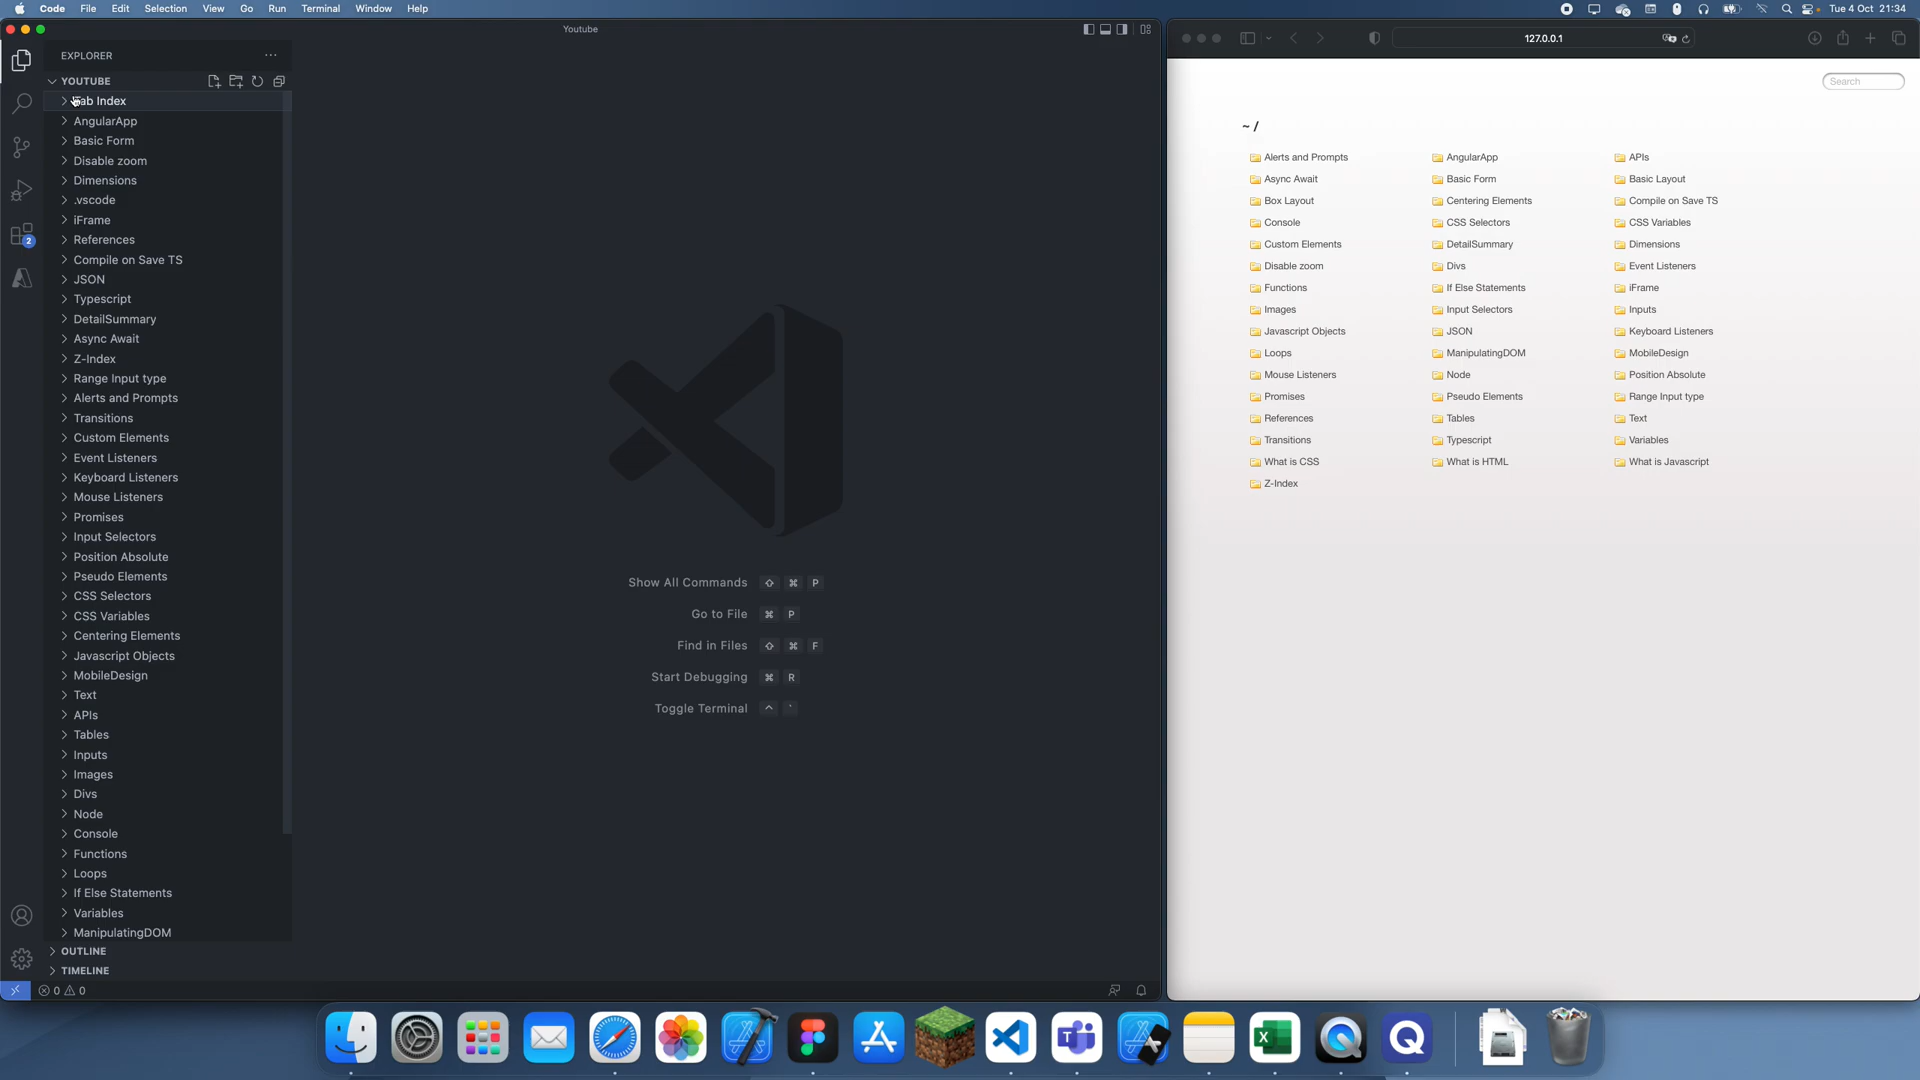 Code File Edit Selection View Go Run Terminal Window Help
Tue 4 Oct 21:34
Youtube
EXPLORER
YOUTUBE
Tab Index
AngularApp
Basic Form
Disable zoom
Dimensions
.vscode
iFrame
References
Compile on Save TS
JSON
Typescript
DetailSummary
Async Await
Z-Index
Range Input type
Alerts and Prompts
Transitions
Custom Elements
Event Listeners
Keyboard Listeners
Mouse Listeners
Promises
Input Selectors
Position Absolute
Pseudo Elements
CSS Selectors
CSS Variables
Centering Elements
Javascript Objects
MobileDesign
Text
APIs
Tables
Inputs
Images
Divs
Node
Console
Functions
Loops
If Else Statements
Variables
ManipulatingDOM
OUTLINE
TIMELINE
2
0 0
Show All Commands ⇧ ⌘ P
Go to File ⌘ P
Find in Files ⇧ ⌘ F
Start Debugging ⌘ R
Toggle Terminal ^ `
127.0.0.1
Search
~ /
Alerts and Prompts AngularApp APIs
Async Await Basic Form Basic Layout
Box Layout Centering Elements Compile on Save TS
Console CSS Selectors CSS Variables
Custom Elements DetailSummary Dimensions
Disable zoom Divs Event Listeners
Functions If Else Statements iFrame
Images Input Selectors Inputs
Javascript Objects JSON Keyboard Listeners
Loops ManipulatingDOM MobileDesign
Mouse Listeners Node Position Absolute
Promises Pseudo Elements Range Input type
References Tables Text
Transitions Typescript Variables
What is CSS What is HTML What is Javascript
Z-Index